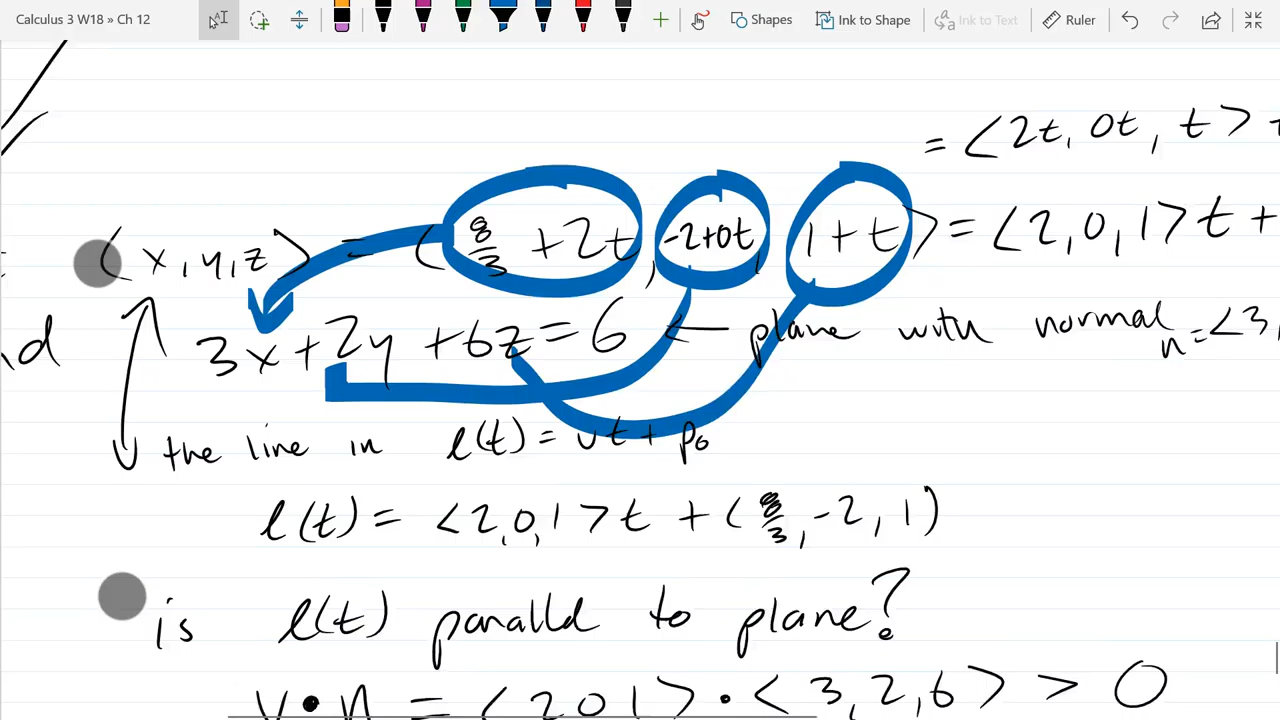 Calculus 3 W18 » Ch 12
Shapes
Ink to Shape
Ink to Text
Ruler
= <2t, 0t, t> +
(x, y, z) = (8/3 + 2t, -2+0t, 1+t> = <2, 0, 1>t +
3x + 2y + 6z = 6 ← plane with normal n = <3,
the line in l(t) = vt + p₀
l(t) = <2, 0, 1>t + (8/3, -2, 1)
is l(t) parallel to plane?
v • n = <2 0 1> • <3, 2, 6> > 0